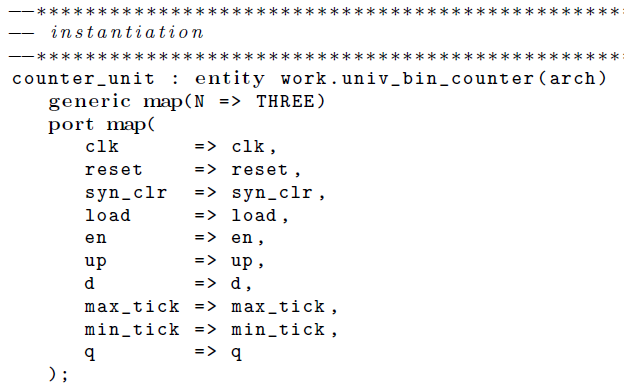 --**************************************************
-- instantiation
--**************************************************
counter_unit : entity work.univ_bin_counter(arch)
generic map(N => THREE)
port map(
clk => clk,
reset => reset,
syn_clr => syn_clr,
load => load,
en => en,
up => up,
d => d,
max_tick => max_tick,
min_tick => min_tick,
q => q
);